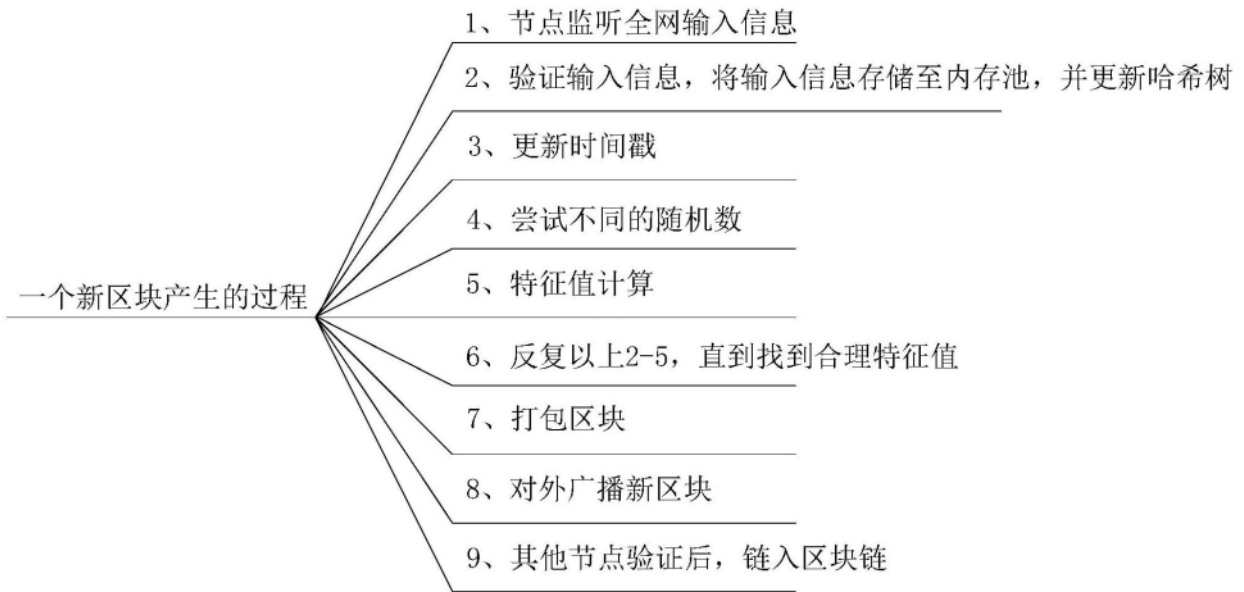 1、节点监听全网输入信息
2、验证输入信息，将输入信息存储至内存池，并更新哈希树
3、更新时间戳
4、尝试不同的随机数
一个新区块产生的过程
5、特征值计算
6、反复以上2-5，直到找到合理特征值
7、打包区块
8、对外广播新区块
9、其他节点验证后，链入区块链